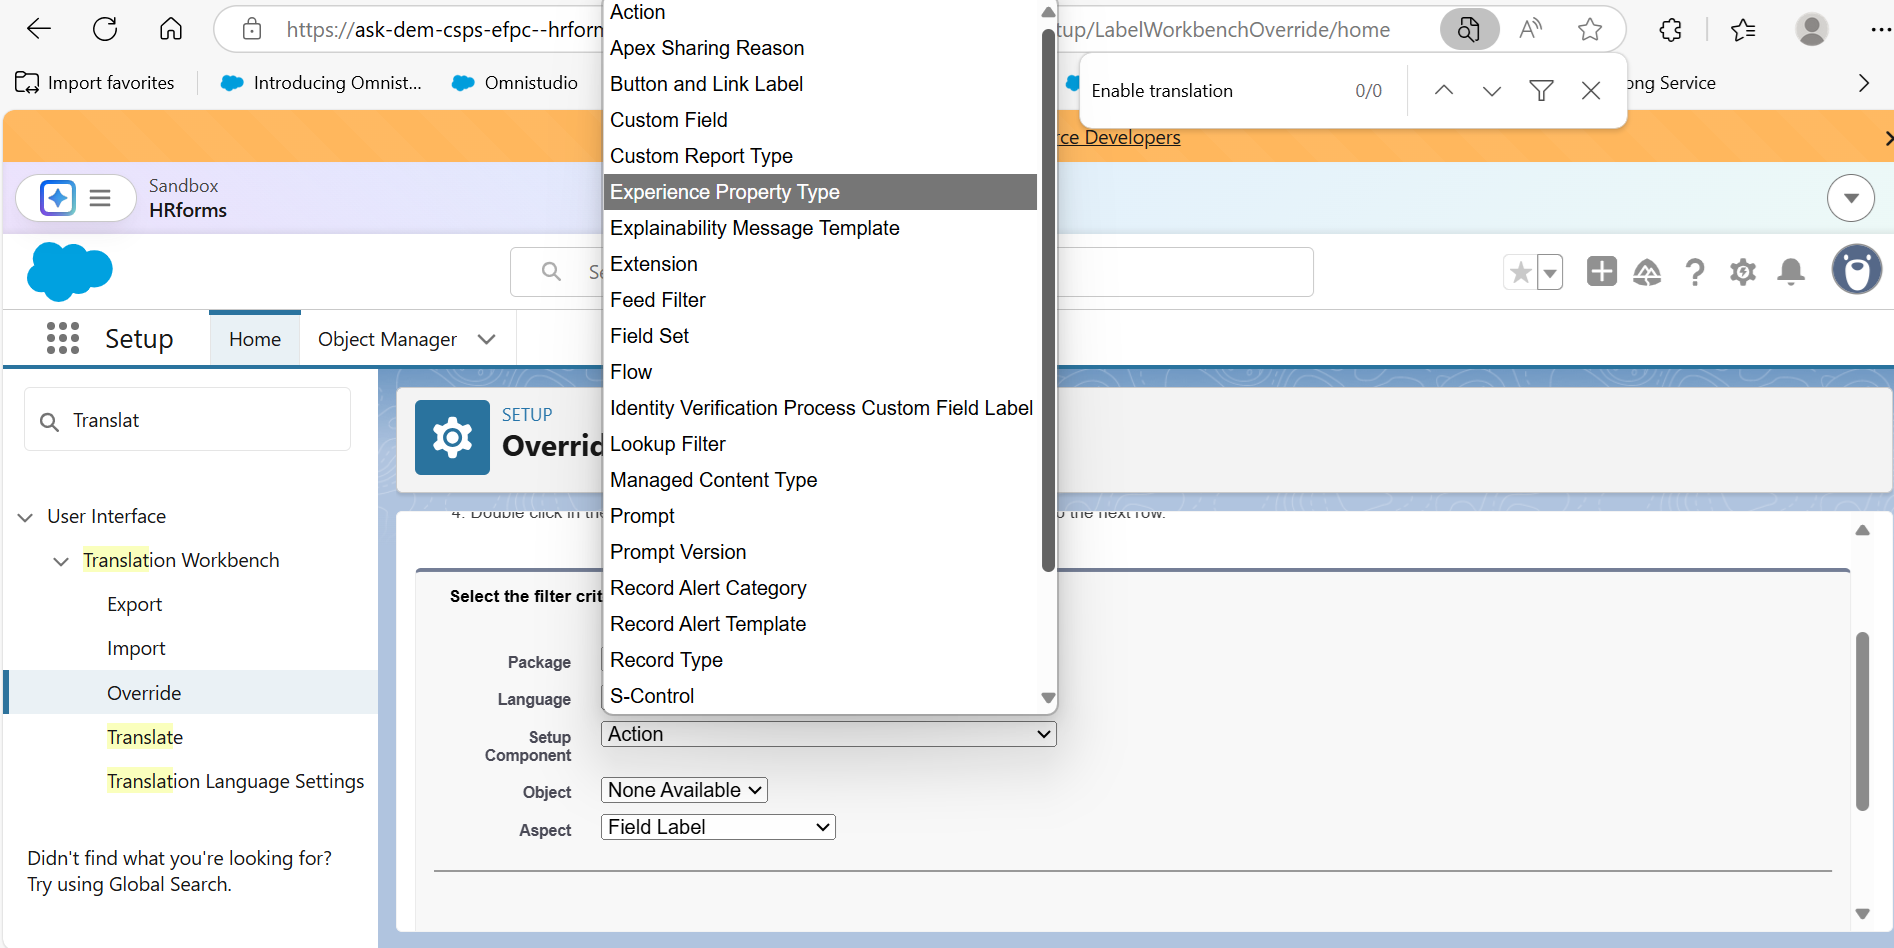 https://ask-dem-csps-efpc--hrforn
tup/LabelWorkbenchOverride/home
Import favorites
Introducing Omnist...
Omnistudio
ong Service
Enable translation
0/0
rce Developers
Sandbox
HRforms
Setup
Home
Object Manager
Translat
User Interface
Translation Workbench
Export
Import
Override
Translate
Translation Language Settings
Didn't find what you're looking for?
Try using Global Search.
SETUP
Overrid
4. Double click in the
o the next row.
Select the filter crit
Package
Language
Setup
Component
Action
Object
None Available
Aspect
Field Label
Action
Apex Sharing Reason
Button and Link Label
Custom Field
Custom Report Type
Experience Property Type
Explainability Message Template
Extension
Feed Filter
Field Set
Flow
Identity Verification Process Custom Field Label
Lookup Filter
Managed Content Type
Prompt
Prompt Version
Record Alert Category
Record Alert Template
Record Type
S-Control